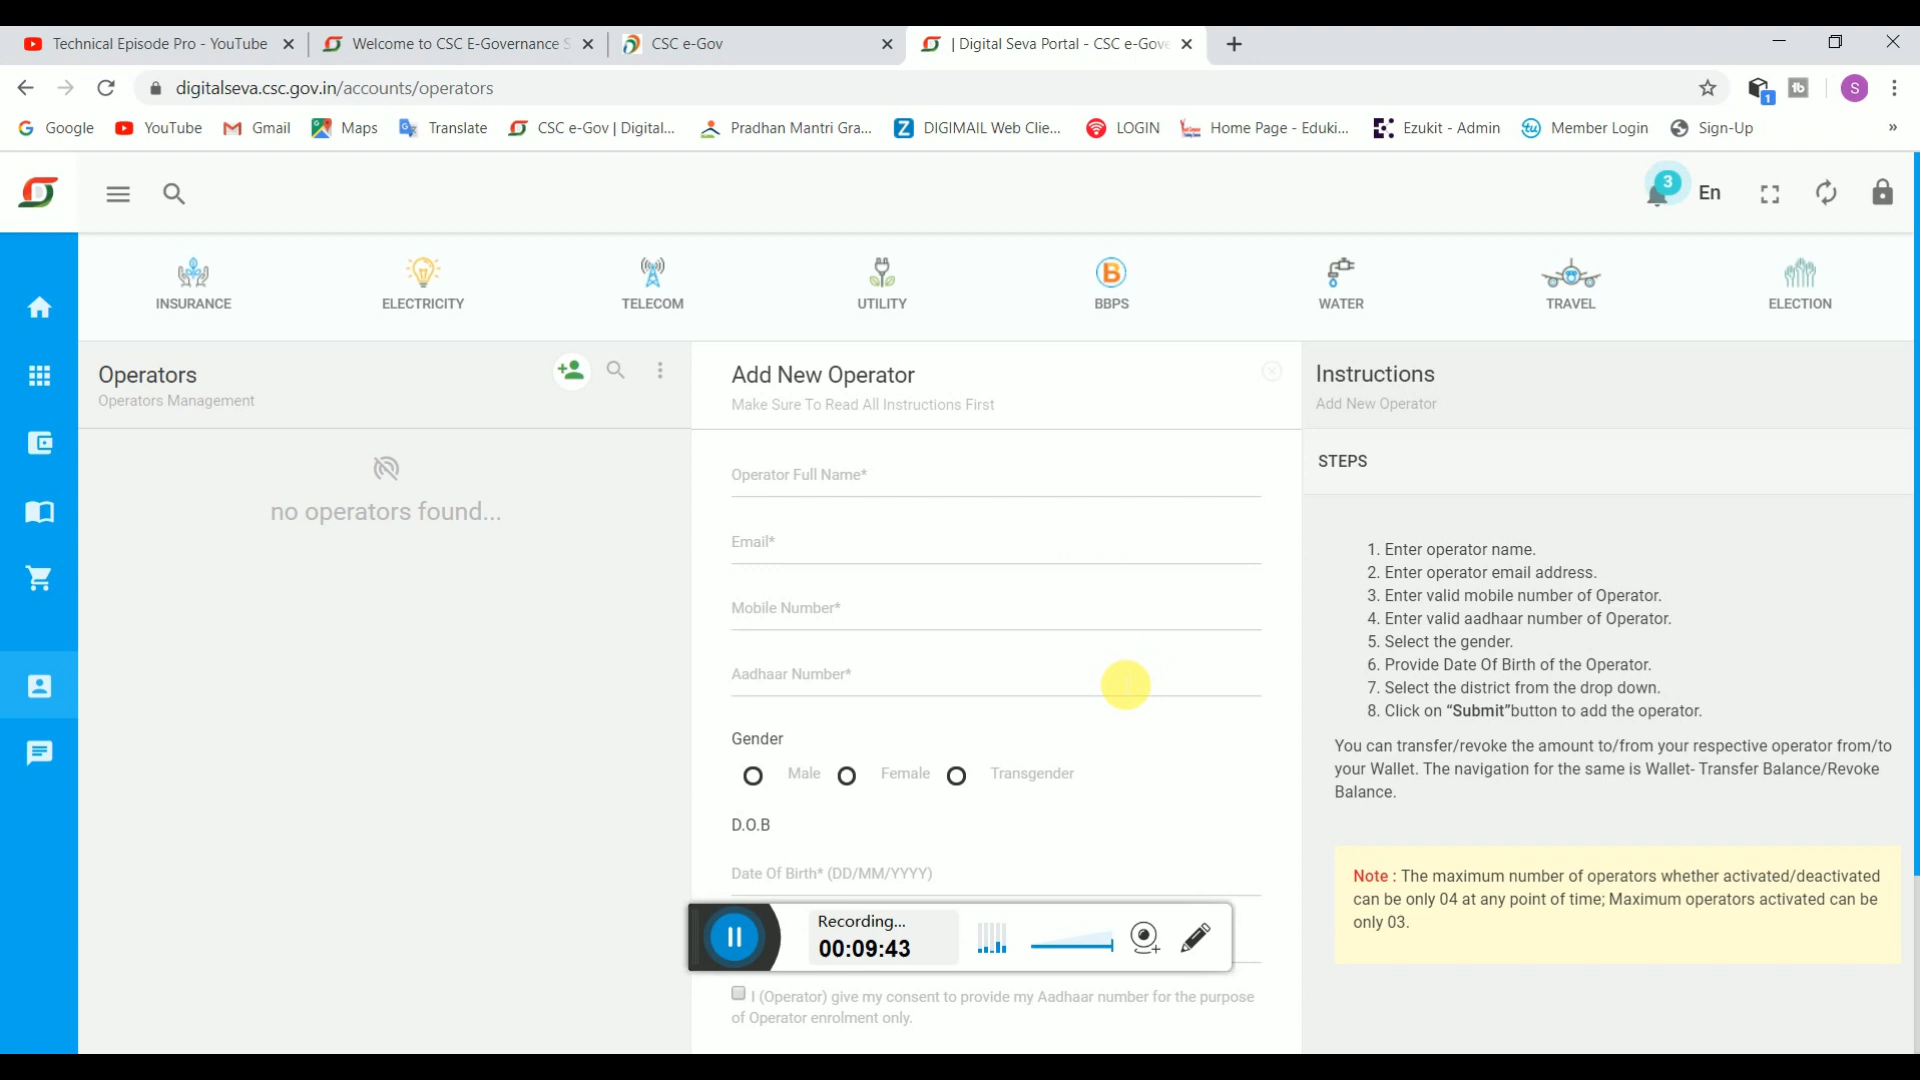 Technical Episode Pro - YouTube
Welcome to CSC E-Governance S
CSC e-Gov
| Digital Seva Portal - CSC e-Gove
digitalseva.csc.gov.in/accounts/operators
1
tb
S
Google
YouTube
Gmail
Maps
Translate
CSC e-Gov | Digital...
Pradhan Mantri Gra...
DIGIMAIL Web Clie...
LOGIN
Home Page - Eduki...
Ezukit - Admin
Member Login
Sign-Up
»
3
En
INSURANCE
ELECTRICITY
TELECOM
UTILITY
BBPS
WATER
TRAVEL
ELECTION
Operators
Operators Management
no operators found...
Add New Operator
Make Sure To Read All Instructions First
Operator Full Name*
Email*
Mobile Number*
Aadhaar Number*
Gender
Male
Female
Transgender
D.O.B
Date Of Birth* (DD/MM/YYYY)
Recording...
00:09:43
I (Operator) give my consent to provide my Aadhaar number for the purpose
of Operator enrolment only.
Instructions
Add New Operator
STEPS
1. Enter operator name.
2. Enter operator email address.
3. Enter valid mobile number of Operator.
4. Enter valid aadhaar number of Operator.
5. Select the gender.
6. Provide Date Of Birth of the Operator.
7. Select the district from the drop down.
8. Click on “Submit”button to add the operator.
You can transfer/revoke the amount to/from your respective operator from/to
your Wallet. The navigation for the same is Wallet- Transfer Balance/Revoke
Balance.
Note : The maximum number of operators whether activated/deactivated
can be only 04 at any point of time; Maximum operators activated can be
only 03.